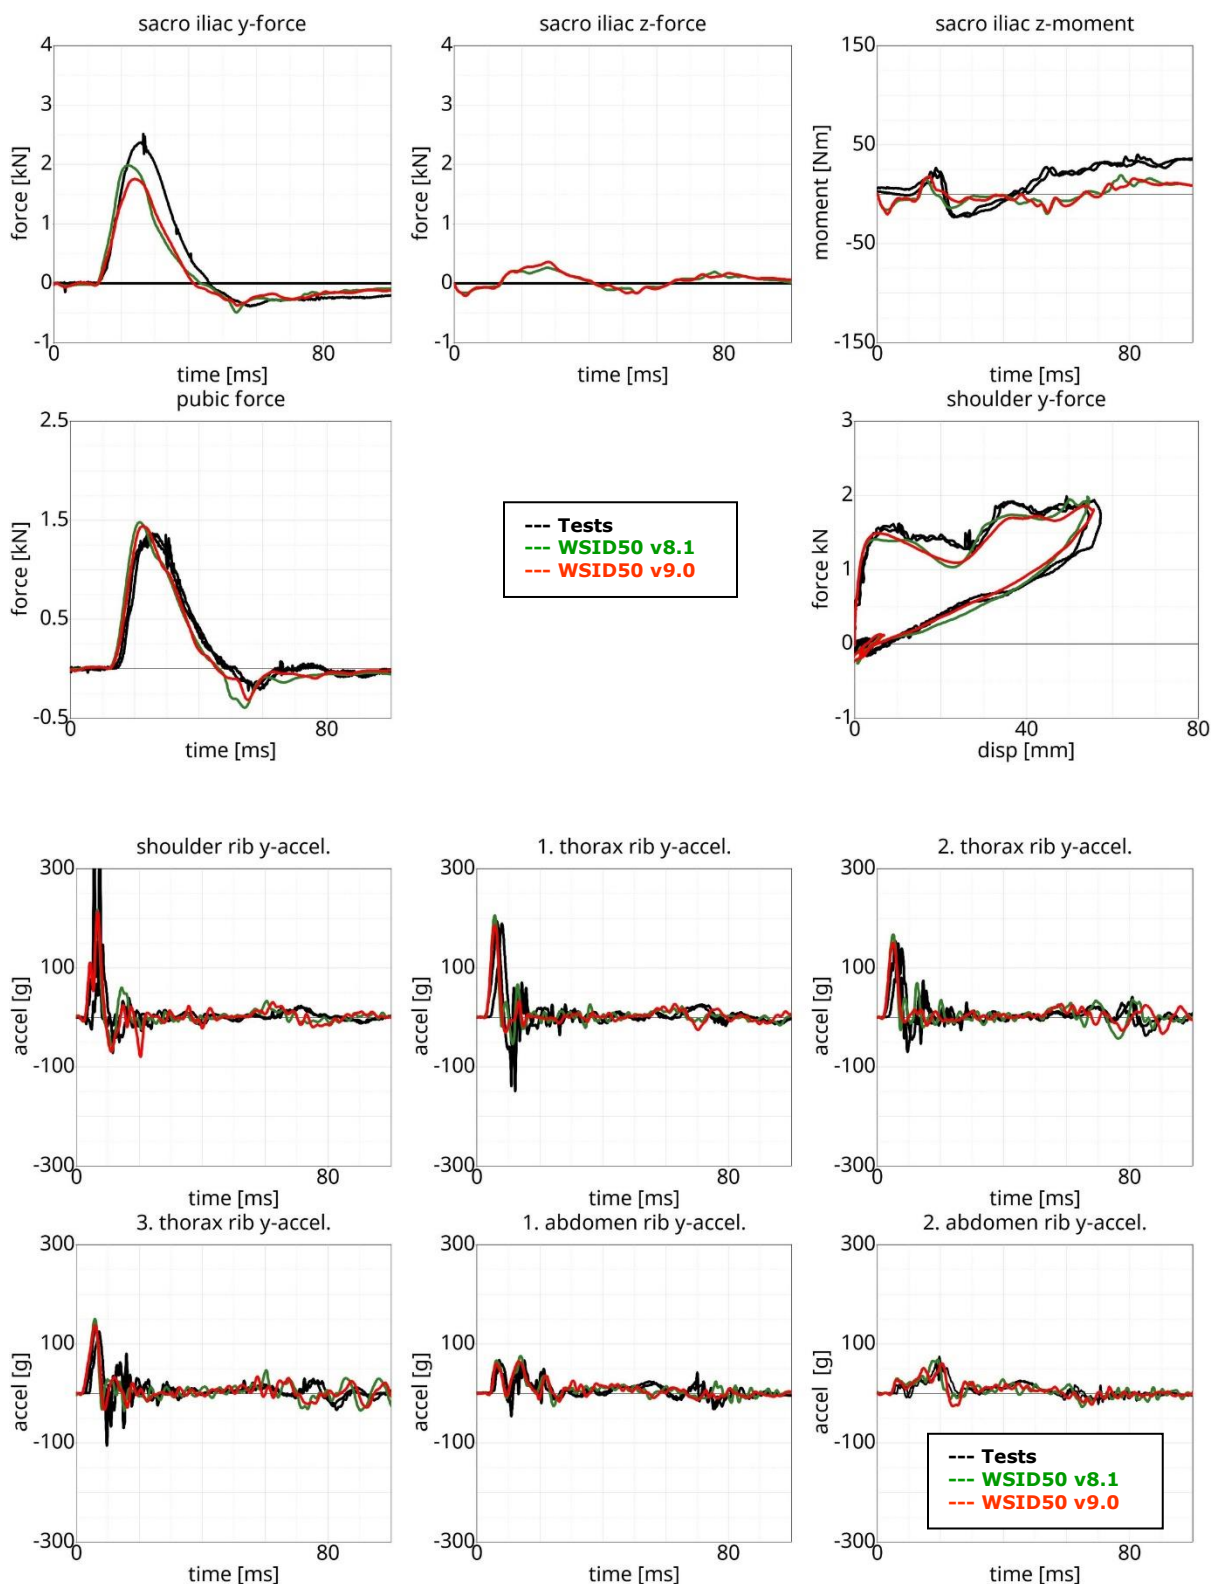 sacro iliac y-force
4
3
2
1
0
-1
force [kN]
0
80
time [ms]
sacro iliac z-force
4
3
2
1
0
-1
force [kN]
0
80
time [ms]
sacro iliac z-moment
150
50
-50
-150
moment [Nm]
0
80
time [ms]
pubic force
2.5
1.5
0.5
-0.5
force [kN]
0
80
time [ms]
--- Tests
--- WSID50 v8.1
--- WSID50 v9.0
shoulder y-force
3
2
1
0
-1
force kN
0
40
80
disp [mm]
shoulder rib y-accel.
300
100
-100
-300
accel [g]
0
80
time [ms]
1. thorax rib y-accel.
300
100
-100
-300
accel [g]
0
80
time [ms]
2. thorax rib y-accel.
300
100
-100
-300
accel [g]
0
80
time [ms]
3. thorax rib y-accel.
300
100
-100
-300
accel [g]
0
80
time [ms]
1. abdomen rib y-accel.
300
100
-100
-300
accel [g]
0
80
time [ms]
2. abdomen rib y-accel.
300
100
-100
-300
accel [g]
0
80
time [ms]
--- Tests
--- WSID50 v8.1
--- WSID50 v9.0